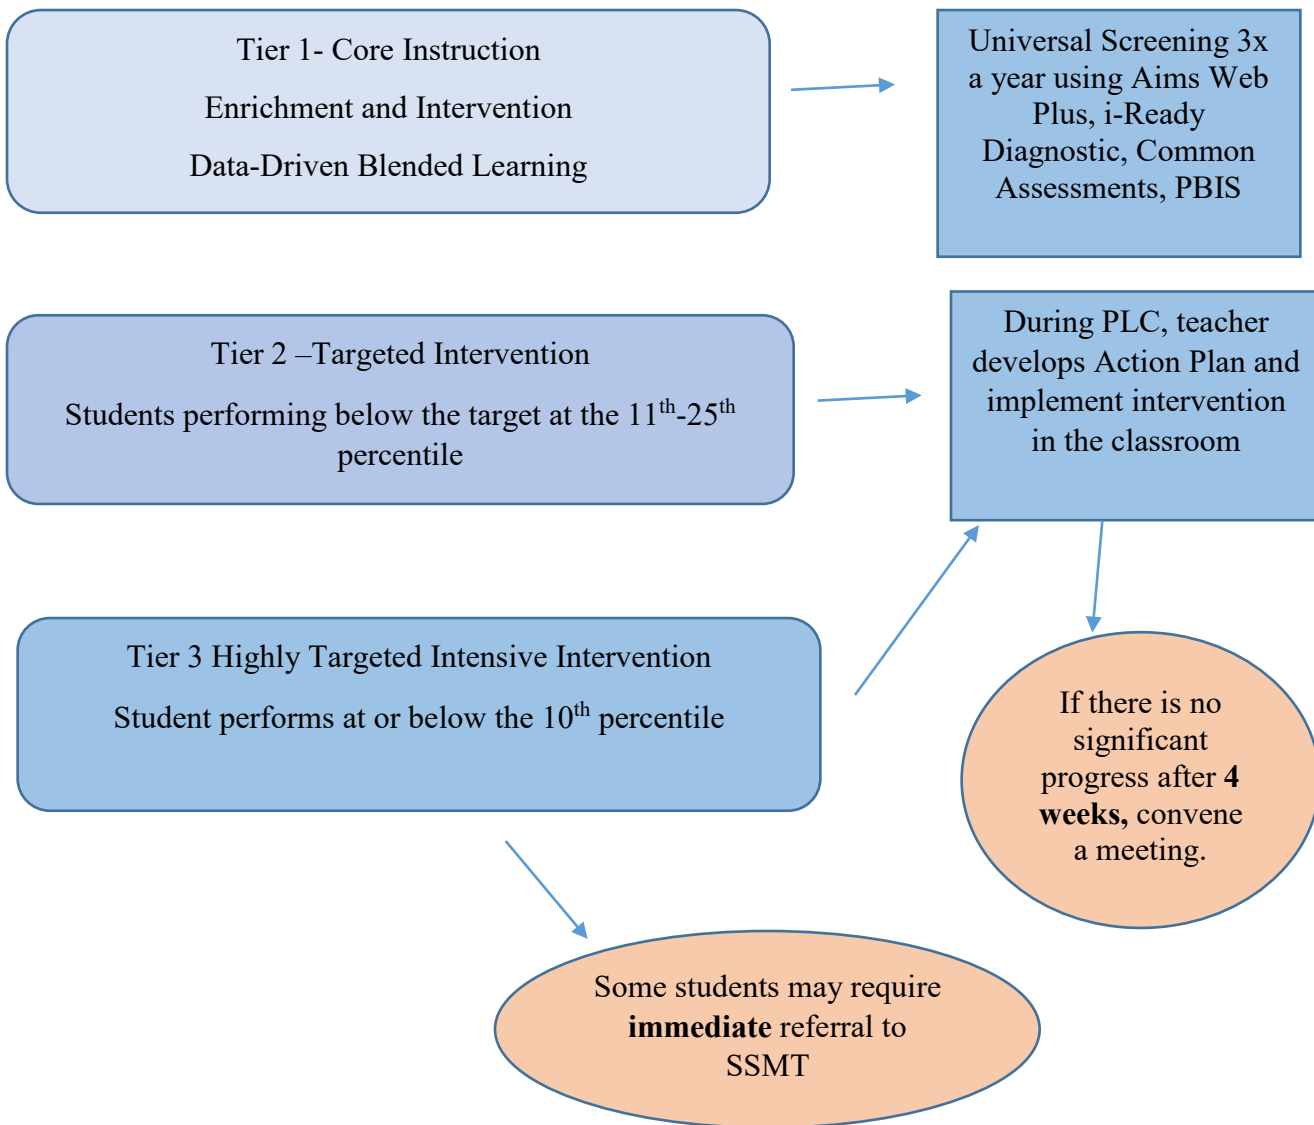 Tier 1- Core Instruction
Enrichment and Intervention
Data-Driven Blended Learning
Universal Screening 3x
a year using Aims Web
Plus, i-Ready
Diagnostic, Common
Assessments, PBIS
Tier 2 –Targeted Intervention
Students performing below the target at the 11th-25th
percentile
During PLC, teacher
develops Action Plan and
implement intervention
in the classroom
Tier 3 Highly Targeted Intensive Intervention
Student performs at or below the 10th percentile
If there is no
significant
progress after 4
weeks, convene
a meeting.
Some students may require
immediate referral to
SSMT